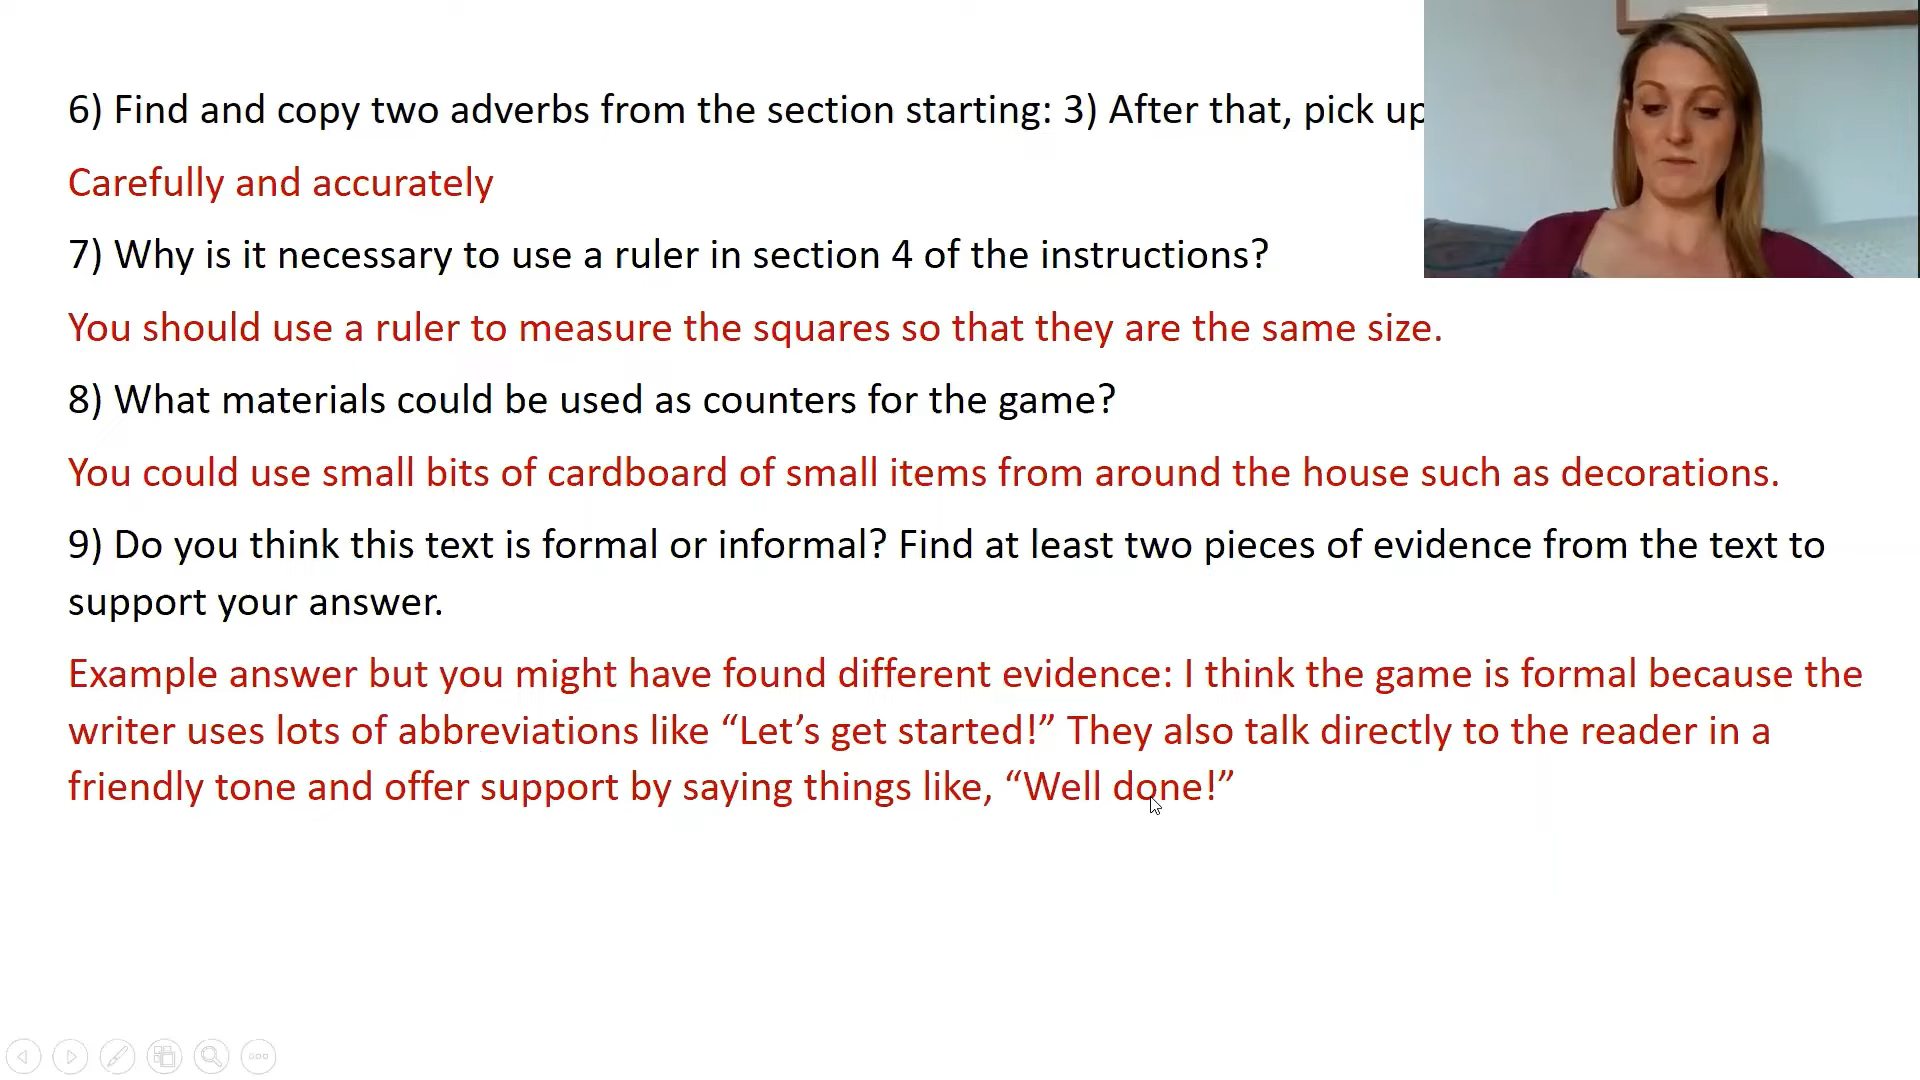 6) Find and copy two adverbs from the section starting: 3) After that, pick up
Carefully and accurately
7) Why is it necessary to use a ruler in section 4 of the instructions?
You should use a ruler to measure the squares so that they are the same size.
8) What materials could be used as counters for the game?
You could use small bits of cardboard of small items from around the house such as decorations.
9) Do you think this text is formal or informal? Find at least two pieces of evidence from the text to
support your answer.
Example answer but you might have found different evidence: I think the game is formal because the
writer uses lots of abbreviations like “Let’s get started!” They also talk directly to the reader in a
friendly tone and offer support by saying things like, “Well done!”